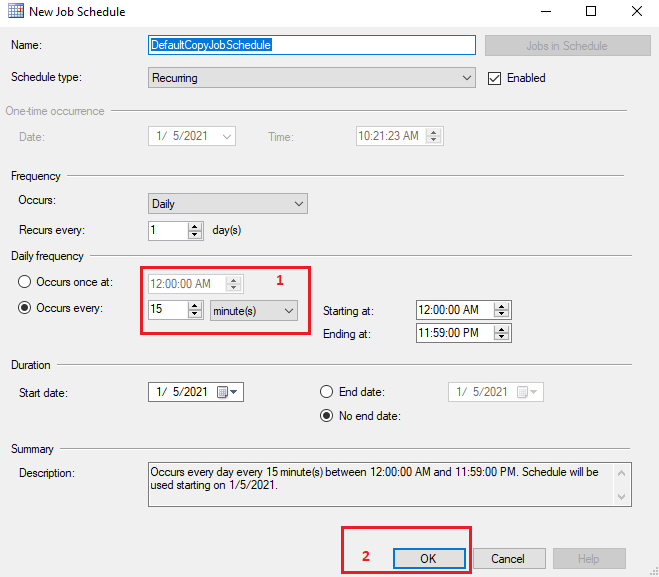 New Job Schedule
Name: DefaultCopyJobSchedule Jobs in Schedule
Schedule type: Recurring Enabled
One-time occurrence
Date: 1/ 5/2021 Time: 10:21:23 AM
Frequency
Occurs: Daily
Recurs every: 1 day(s)
Daily frequency
Occurs once at: 12:00:00 AM 1
Occurs every: 15 minute(s) Starting at: 12:00:00 AM
Ending at: 11:59:00 PM
Duration
Start date: 1/ 5/2021 End date: 1/ 5/2021
No end date:
Summary
Description: Occurs every day every 15 minute(s) between 12:00:00 AM and 11:59:00 PM. Schedule will be
used starting on 1/5/2021.
2 OK Cancel Help